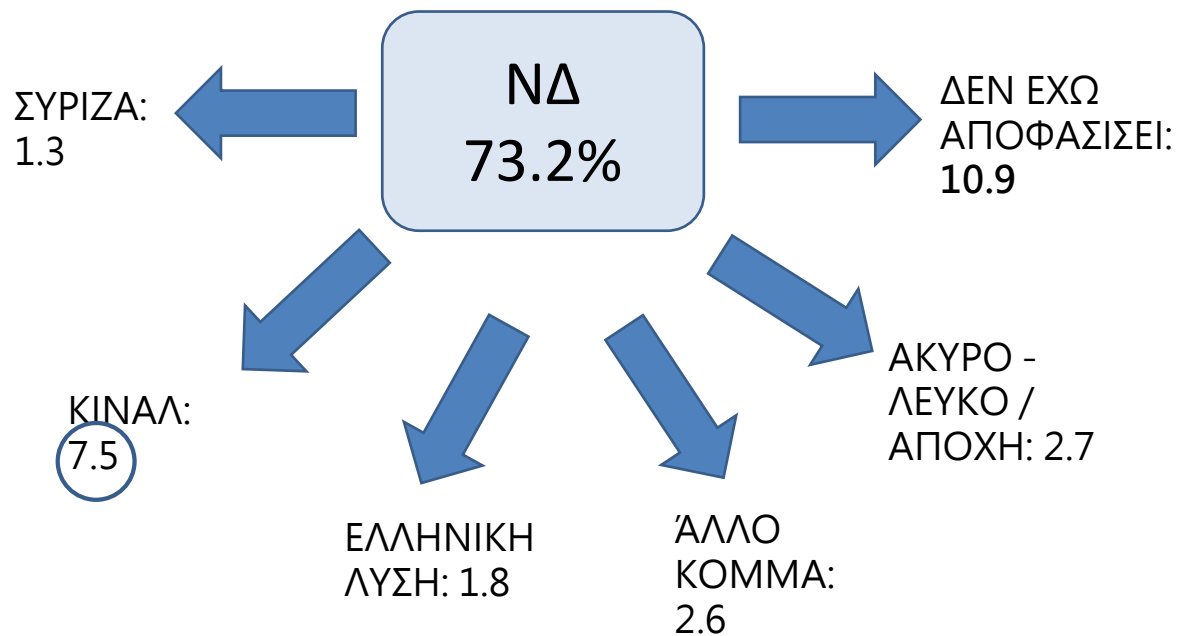 ΝΔ
73.2%
ΣΥΡΙΖΑ:
1.3
ΔΕΝ ΕΧΩ
ΑΠΟΦΑΣΙΣΕΙ:
10.9
ΚΙΝΑΛ:
7.5
ΕΛΛΗΝΙΚΗ
ΛΥΣΗ: 1.8
ΆΛΛΟ
ΚΟΜΜΑ:
2.6
ΑΚΥΡΟ -
ΛΕΥΚΟ /
ΑΠΟΧΗ: 2.7